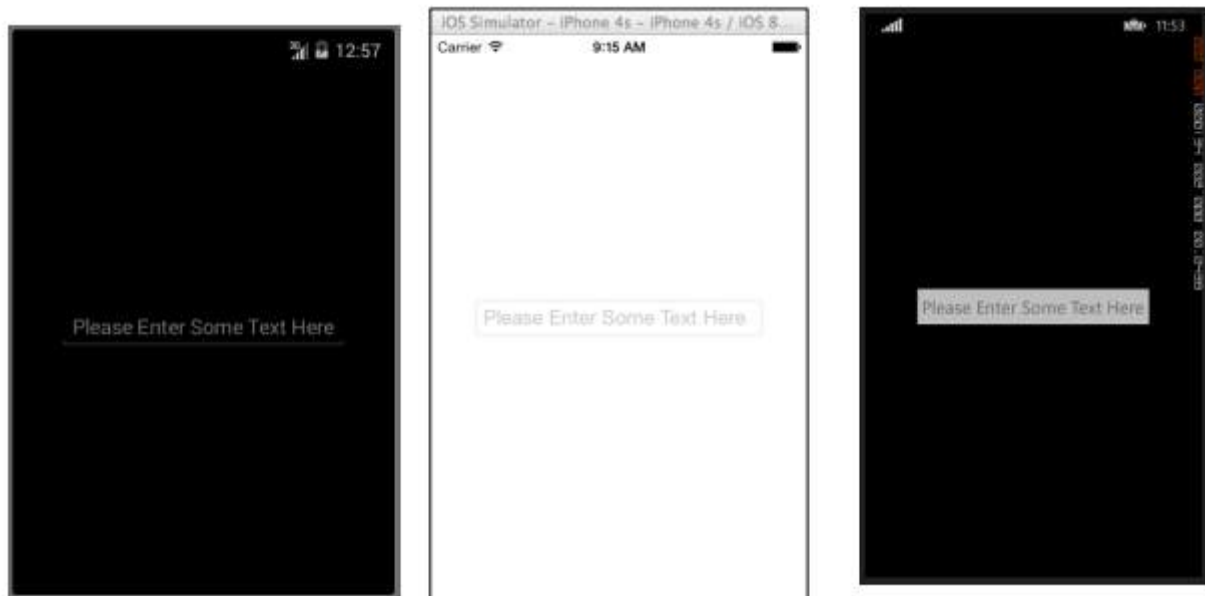 12:57
Please Enter Some Text Here
iOS Simulator – iPhone 4s – iPhone 4s / iOS 8...
Carrier 9:15 AM
Please Enter Some Text Here
11:53
Please Enter Some Text Here